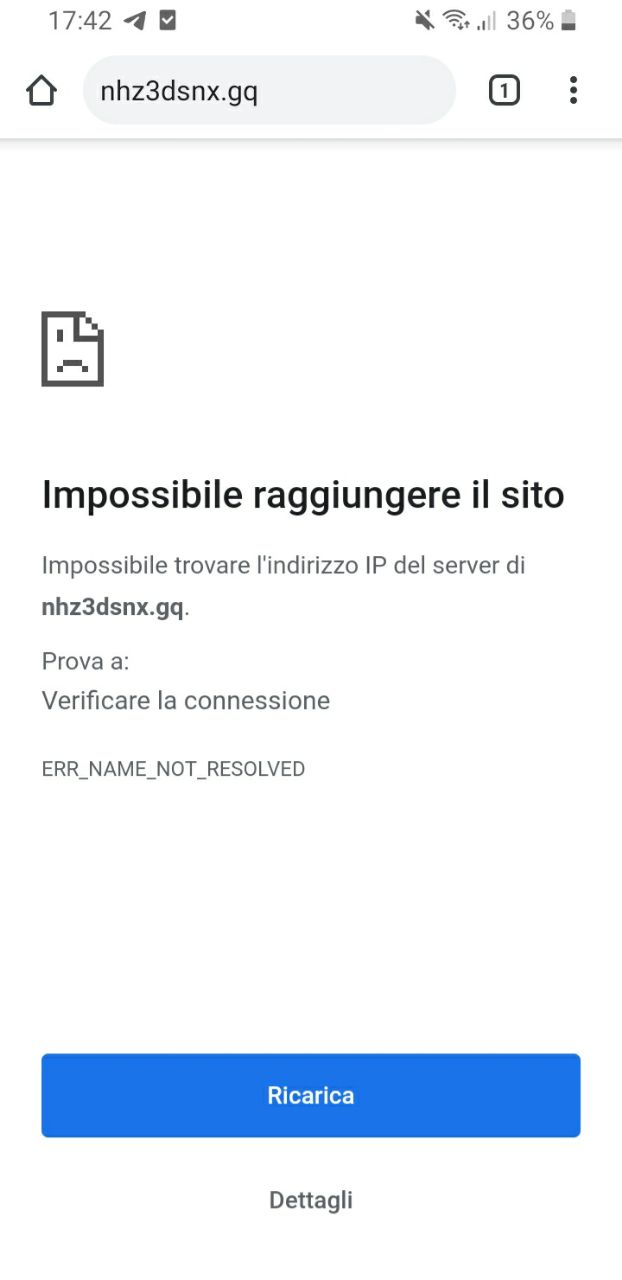 17:42
36%
nhz3dsnx.gq
1
Impossibile raggiungere il sito
Impossibile trovare l'indirizzo IP del server di
nhz3dsnx.gq.
Prova a:
Verificare la connessione
ERR_NAME_NOT_RESOLVED
Ricarica
Dettagli